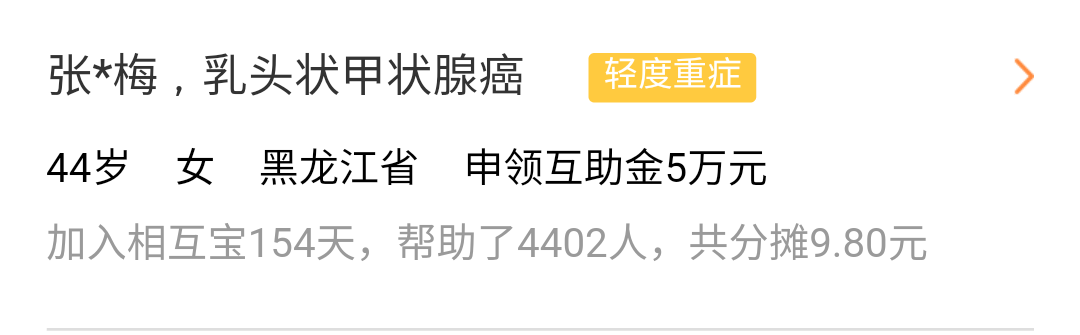 张*梅，乳头状甲状腺癌 轻度重症
44岁 女 黑龙江省 申领互助金5万元
加入相互宝154天，帮助了4402人，共分摊9.80元